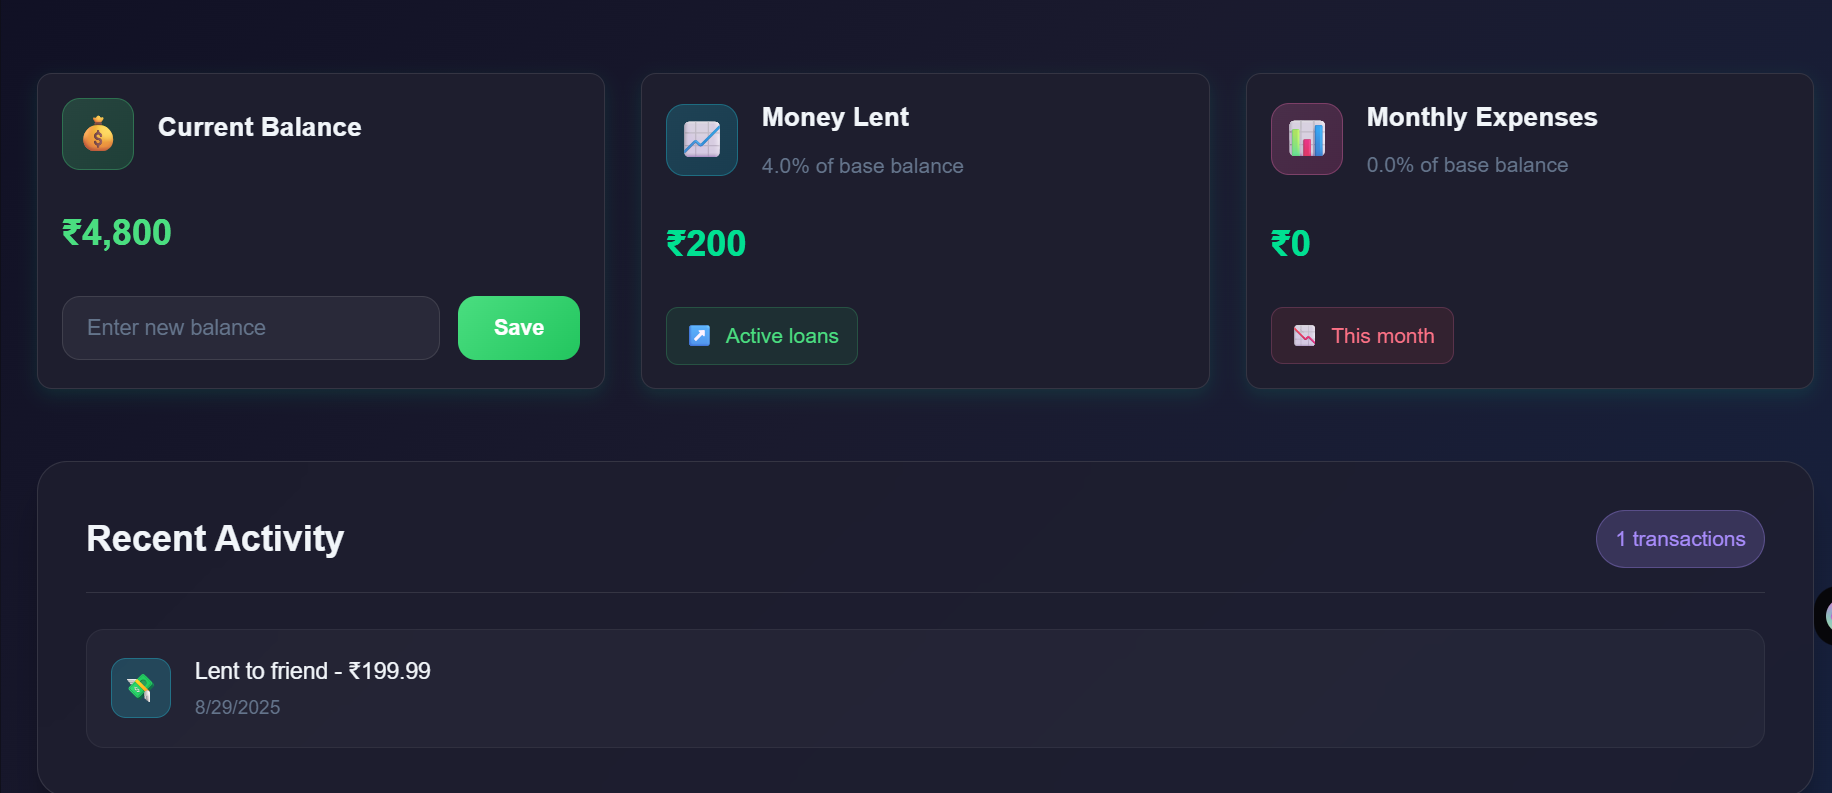 Current Balance
₹4,800
Enter new balance
Save
Money Lent
4.0% of base balance
₹200
Active loans
Monthly Expenses
0.0% of base balance
₹0
This month
Recent Activity
1 transactions
Lent to friend - ₹199.99
8/29/2025